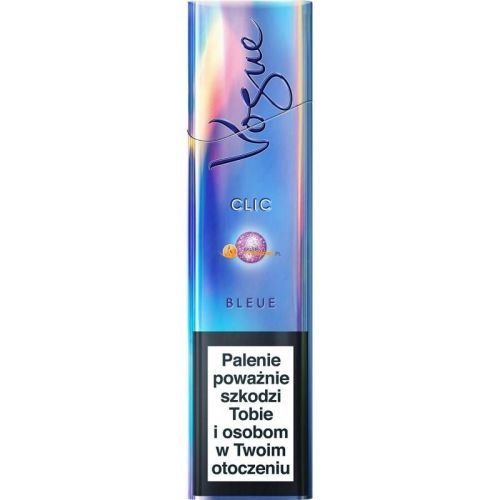 Vogue
CLIC
BLEUE
Palenie
poważnie
szkodzi
Tobie
i osobom
w Twoim
otoczeniu